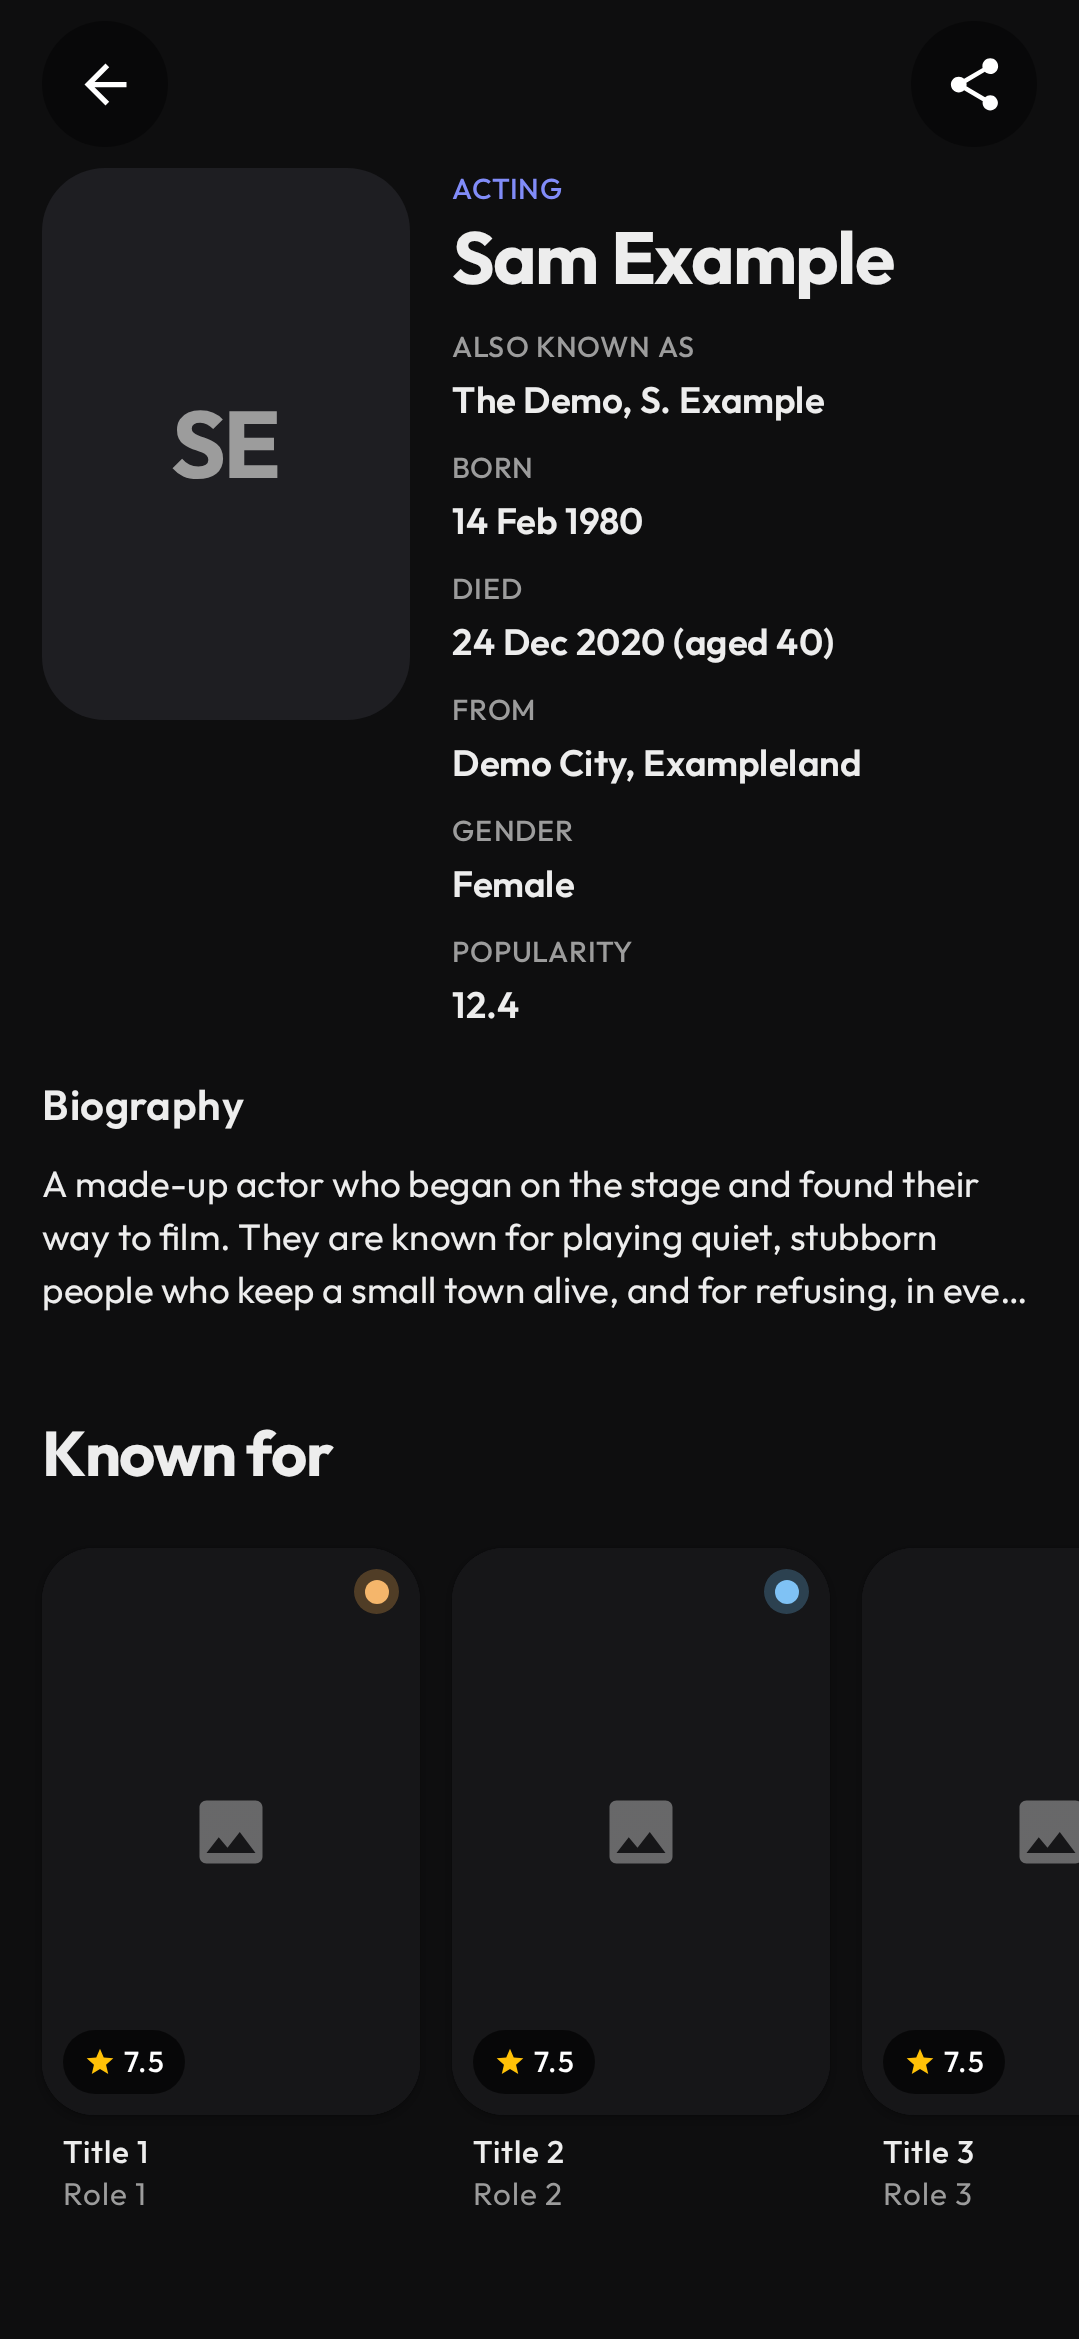 ACTING
Sam Example
ALSO KNOWN AS
The Demo, S. Example
BORN
14 Feb 1980
DIED
24 Dec 2020 (aged 40)
FROM
Demo City, Exampleland
GENDER
Female
POPULARITY
12.4
SE
Biography
A made-up actor who began on the stage and found their
way to film. They are known for playing quiet, stubborn
people who keep a small town alive, and for refusing, in eve...
Known for
7.5
7.5
7.5
Title 1
Title 2
Title 3
Role 1
Role 2
Role 3